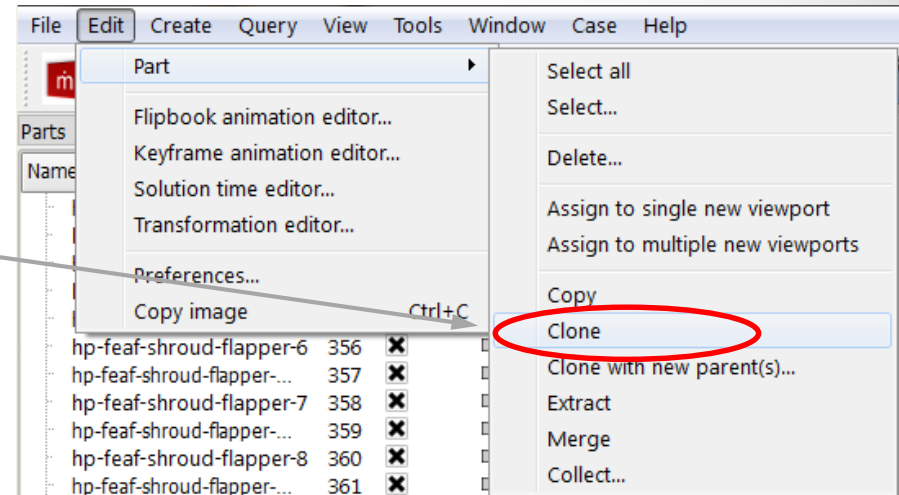 File Edit Create Query View Tools Window Case Help
ṁ
Part
Flipbook animation editor...
Keyframe animation editor...
Solution time editor...
Transformation editor...
Preferences...
Copy image Ctrl+C
Select all
Select...
Delete...
Assign to single new viewport
Assign to multiple new viewports
Copy
Clone
Clone with new parent(s)...
Extract
Merge
Collect...
Parts
Name
hp-feaf-shroud-flapper-6 356
hp-feaf-shroud-flapper-... 357
hp-feaf-shroud-flapper-7 358
hp-feaf-shroud-flapper-... 359
hp-feaf-shroud-flapper-8 360
hp-feaf-shroud-flapper-... 361